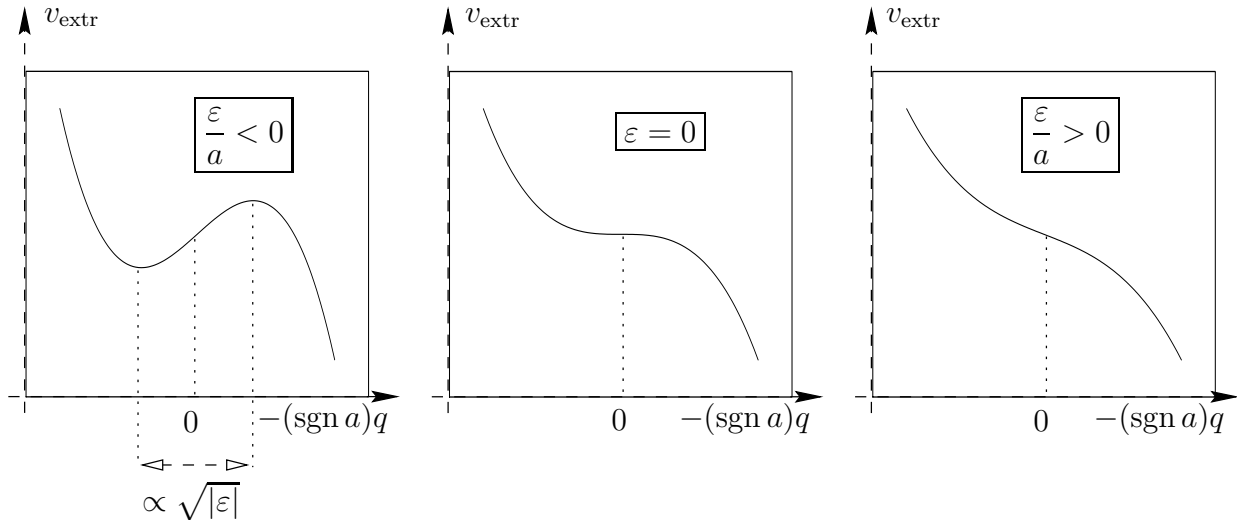 v_extr
ε/a < 0
0
−(sgn a)q
∝ √|ε|
v_extr
ε = 0
0
−(sgn a)q
v_extr
ε/a > 0
0
−(sgn a)q